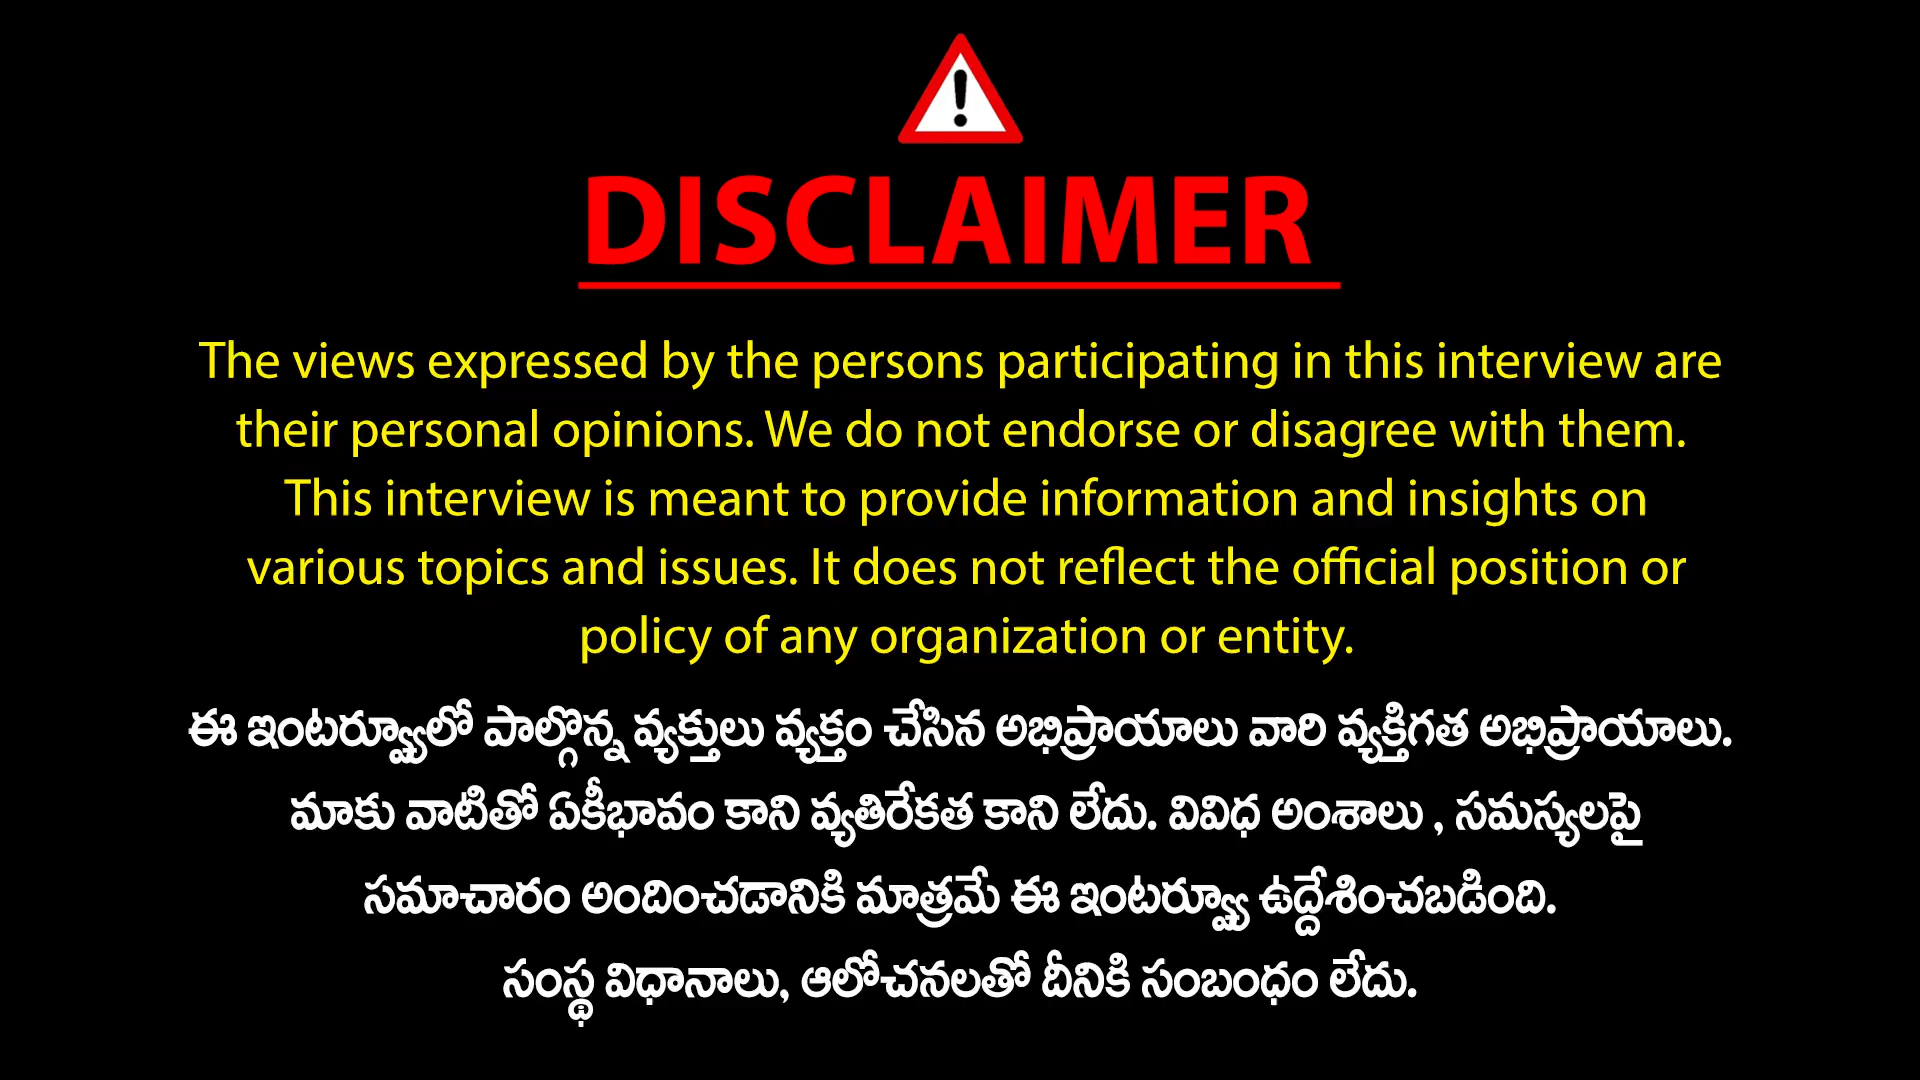 DISCLAIMER
The views expressed by the persons participating in this interview are
their personal opinions. We do not endorse or disagree with them.
This interview is meant to provide information and insights on
various topics and issues. It does not reflect the official position or
policy of any organization or entity.
ఈ ఇంటర్వ్యూలో పాల్గొన్న వ్యక్తులు వ్యక్తం చేసిన అభిప్రాయాలు వారి వ్యక్తిగత అభిప్రాయాలు.
మాకు వాటితో ఏకీభావం కాని వ్యతిరేకత కాని లేదు. వివిధ అంశాలు , సమస్యలపై
సమాచారం అందించడానికి మాత్రమే ఈ ఇంటర్వ్యూ ఉద్దేశించబడింది.
సంస్థ విధానాలు, ఆలోచనలతో దీనికి సంబంధం లేదు.